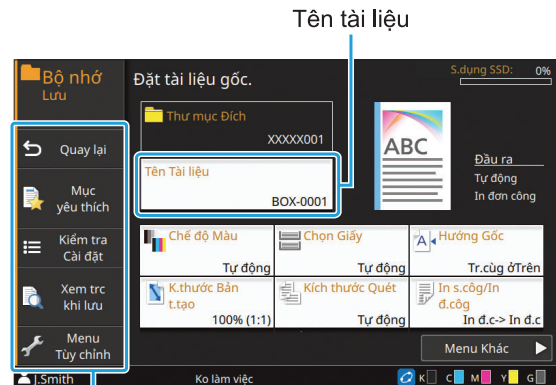 Tên tài liệu
Bộ nhớ
Lưu
Đặt tài liệu gốc.
S.dụng SSD: 0%
Thư mục Đích
XXXXX001
Quay lại
Tên Tài liệu
BOX-0001
ABC
Đầu ra
Tự động
In đơn công
Mục
yêu thích
Kiểm tra
Cài đặt
Chế độ Màu
Tự động
Chọn Giấy
Tự động
A
Hướng Gốc
Tr.cùg ởTrên
Xem trc
khi lưu
K.thước Bản
t.tạo
100% (1:1)
Kích thước Quét
Tự động
In s.côg/In
đ.côg
In đ.c-> In đ.c
Menu
Tùy chỉnh
Menu Khác
J.Smith
Ko làm việc
K C M Y G